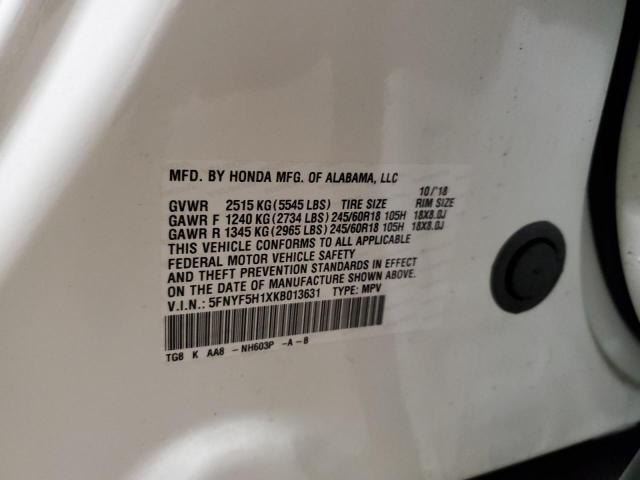 MFD. BY HONDA MFG. OF ALABAMA, LLC
10/'18
GVWR 2515 KG (5545 LBS) TIRE SIZE RIM SIZE
GAWR F 1240 KG (2734 LBS) 245/60R18 105H 18X8.0J
GAWR R 1345 KG (2965 LBS) 245/60R18 105H 18X8.0J
THIS VEHICLE CONFORMS TO ALL APPLICABLE
FEDERAL MOTOR VEHICLE SAFETY
AND THEFT PREVENTION STANDARDS IN EFFECT
ON THE DATE OF MANUFACTURE SHOWN ABOVE.
V.I.N.: 5FNYF5H1XKB013631 TYPE: MPV
TG8 K AA8 -NH603P -A-B